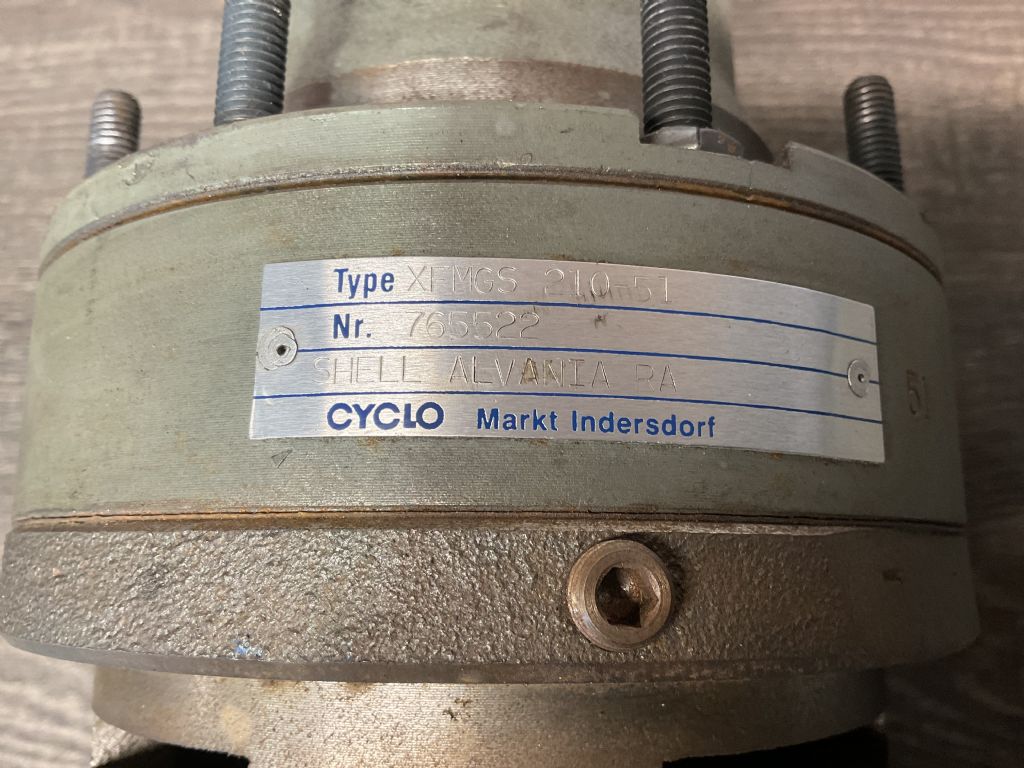 Type XFMGS 210-51
Nr. 765522
SHELL ALVANIA RA
CYCLO Markt Indersdorf
51